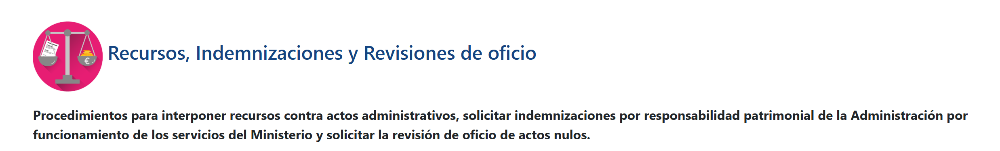 Recursos, Indemnizaciones y Revisiones de oficio
€
Procedimientos para interponer recursos contra actos administrativos, solicitar indemnizaciones por responsabilidad patrimonial de la Administración por
funcionamiento de los servicios del Ministerio y solicitar la revisión de oficio de actos nulos.